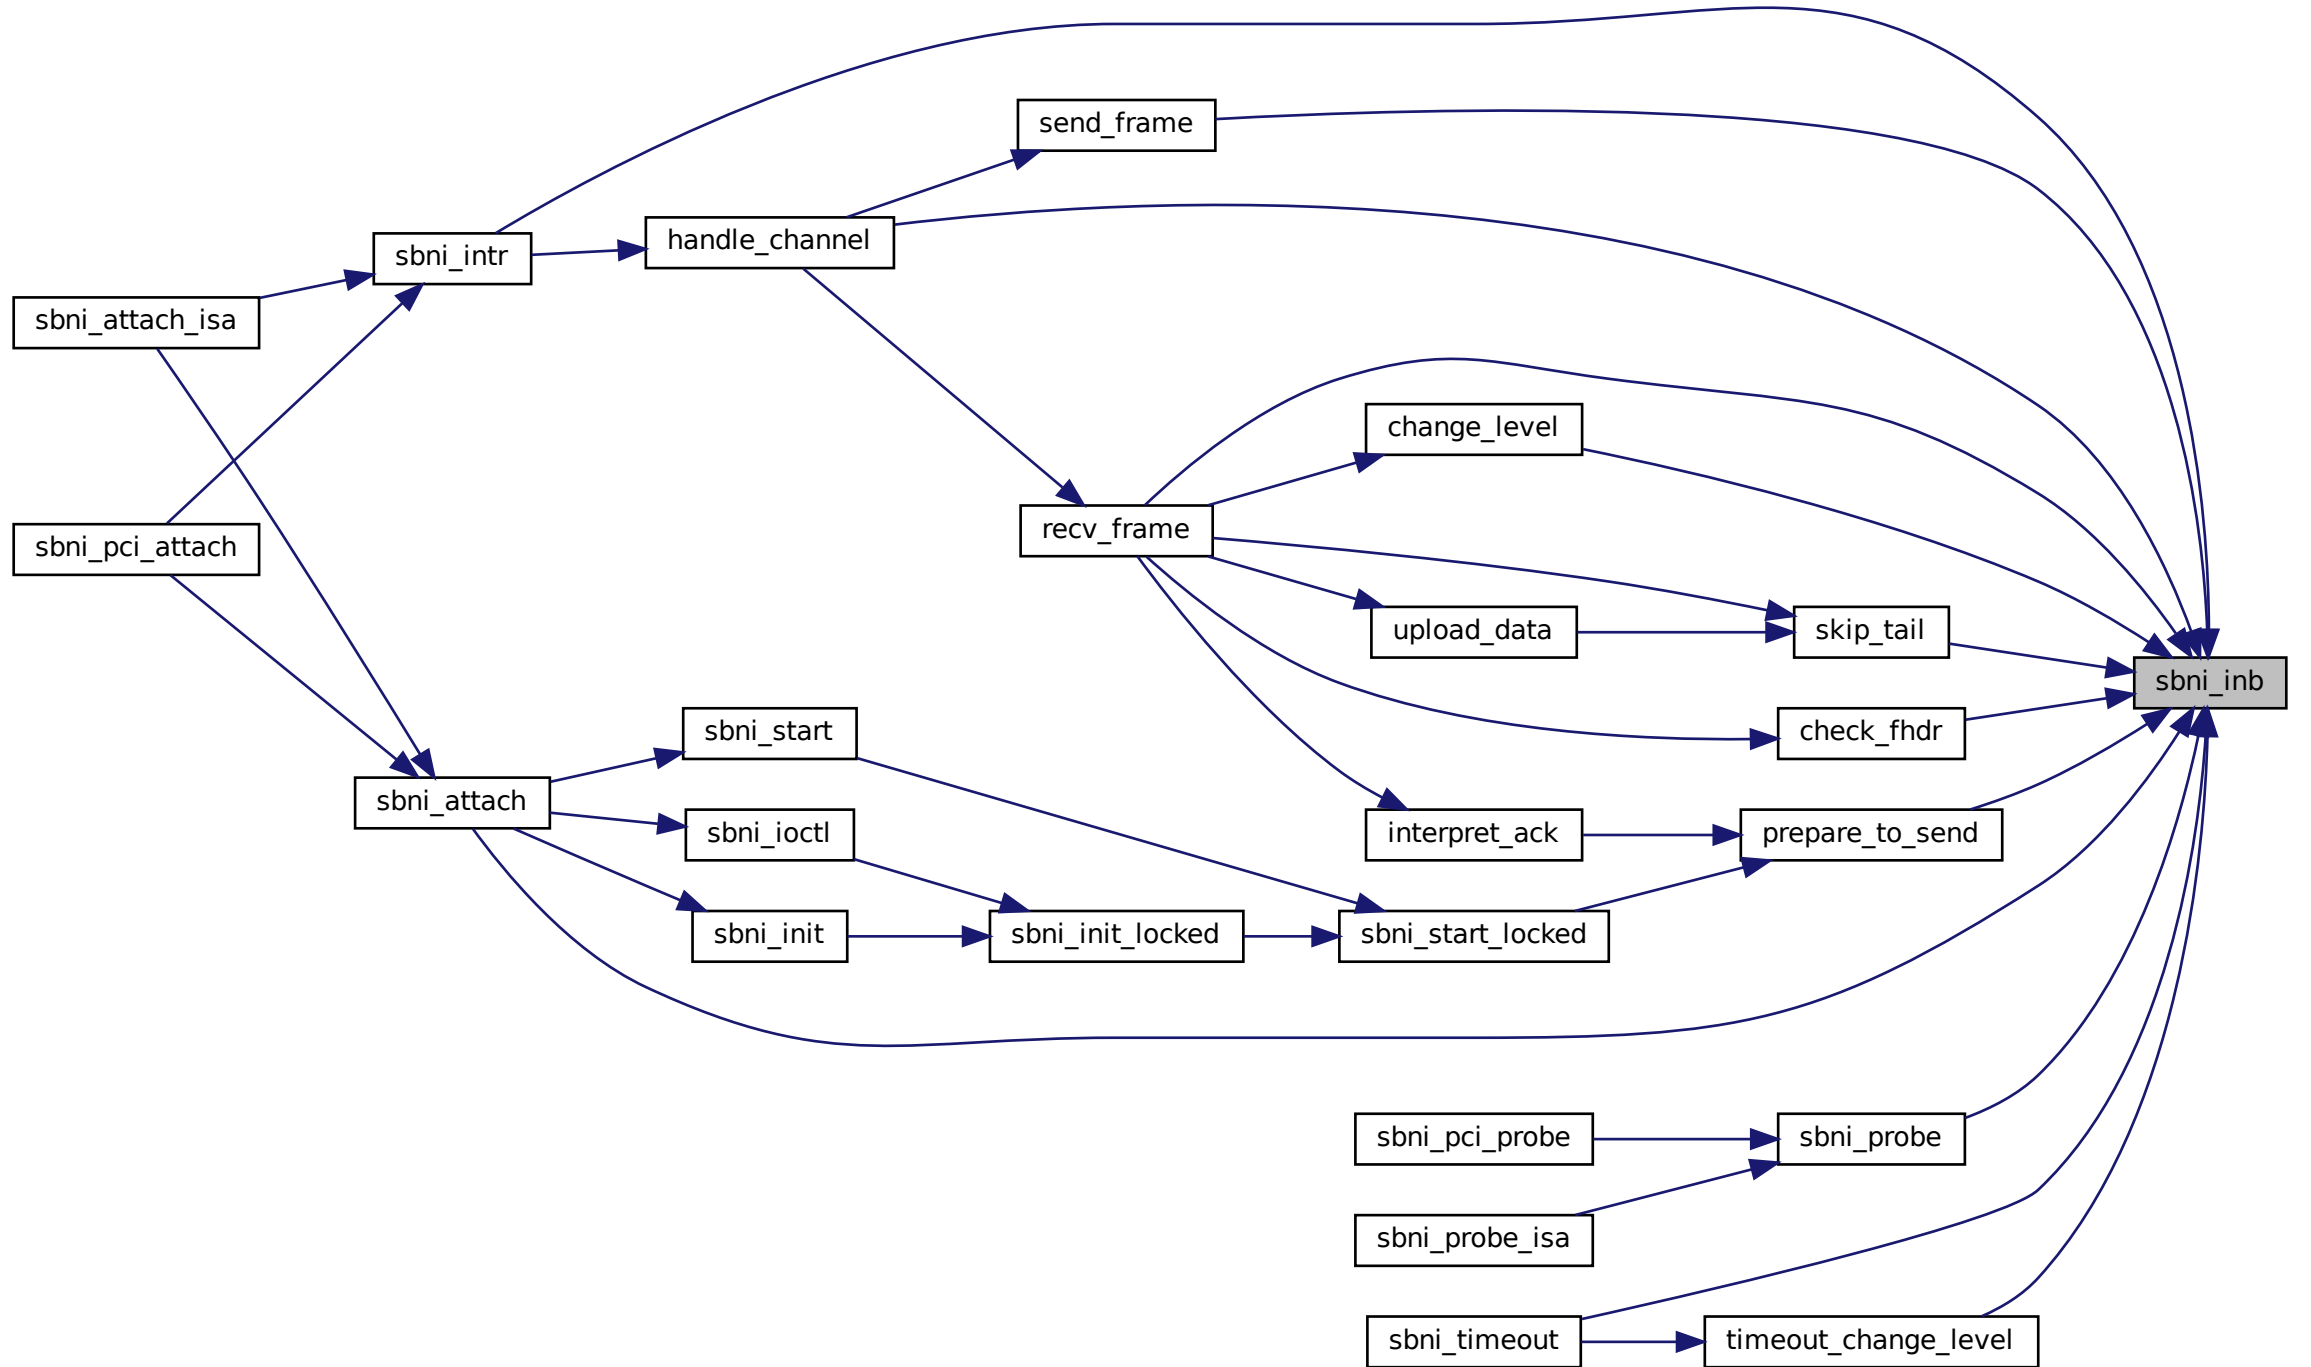 send_frame
handle_channel
sbni_intr
sbni_attach_isa
change_level
recv_frame
sbni_pci_attach
upload_data
skip_tail
sbni_inb
sbni_start
check_fhdr
sbni_attach
sbni_ioctl
interpret_ack
prepare_to_send
sbni_init
sbni_init_locked
sbni_start_locked
sbni_pci_probe
sbni_probe
sbni_probe_isa
sbni_timeout
timeout_change_level